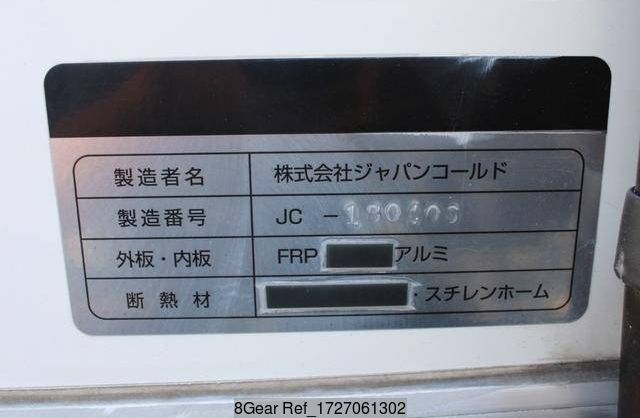 製造者名 株式会社ジャパンコールド
製造番号 JC -
外板・内板 FRP アルミ
断熱材 ・スチレンホーム
8Gear Ref_1727061302